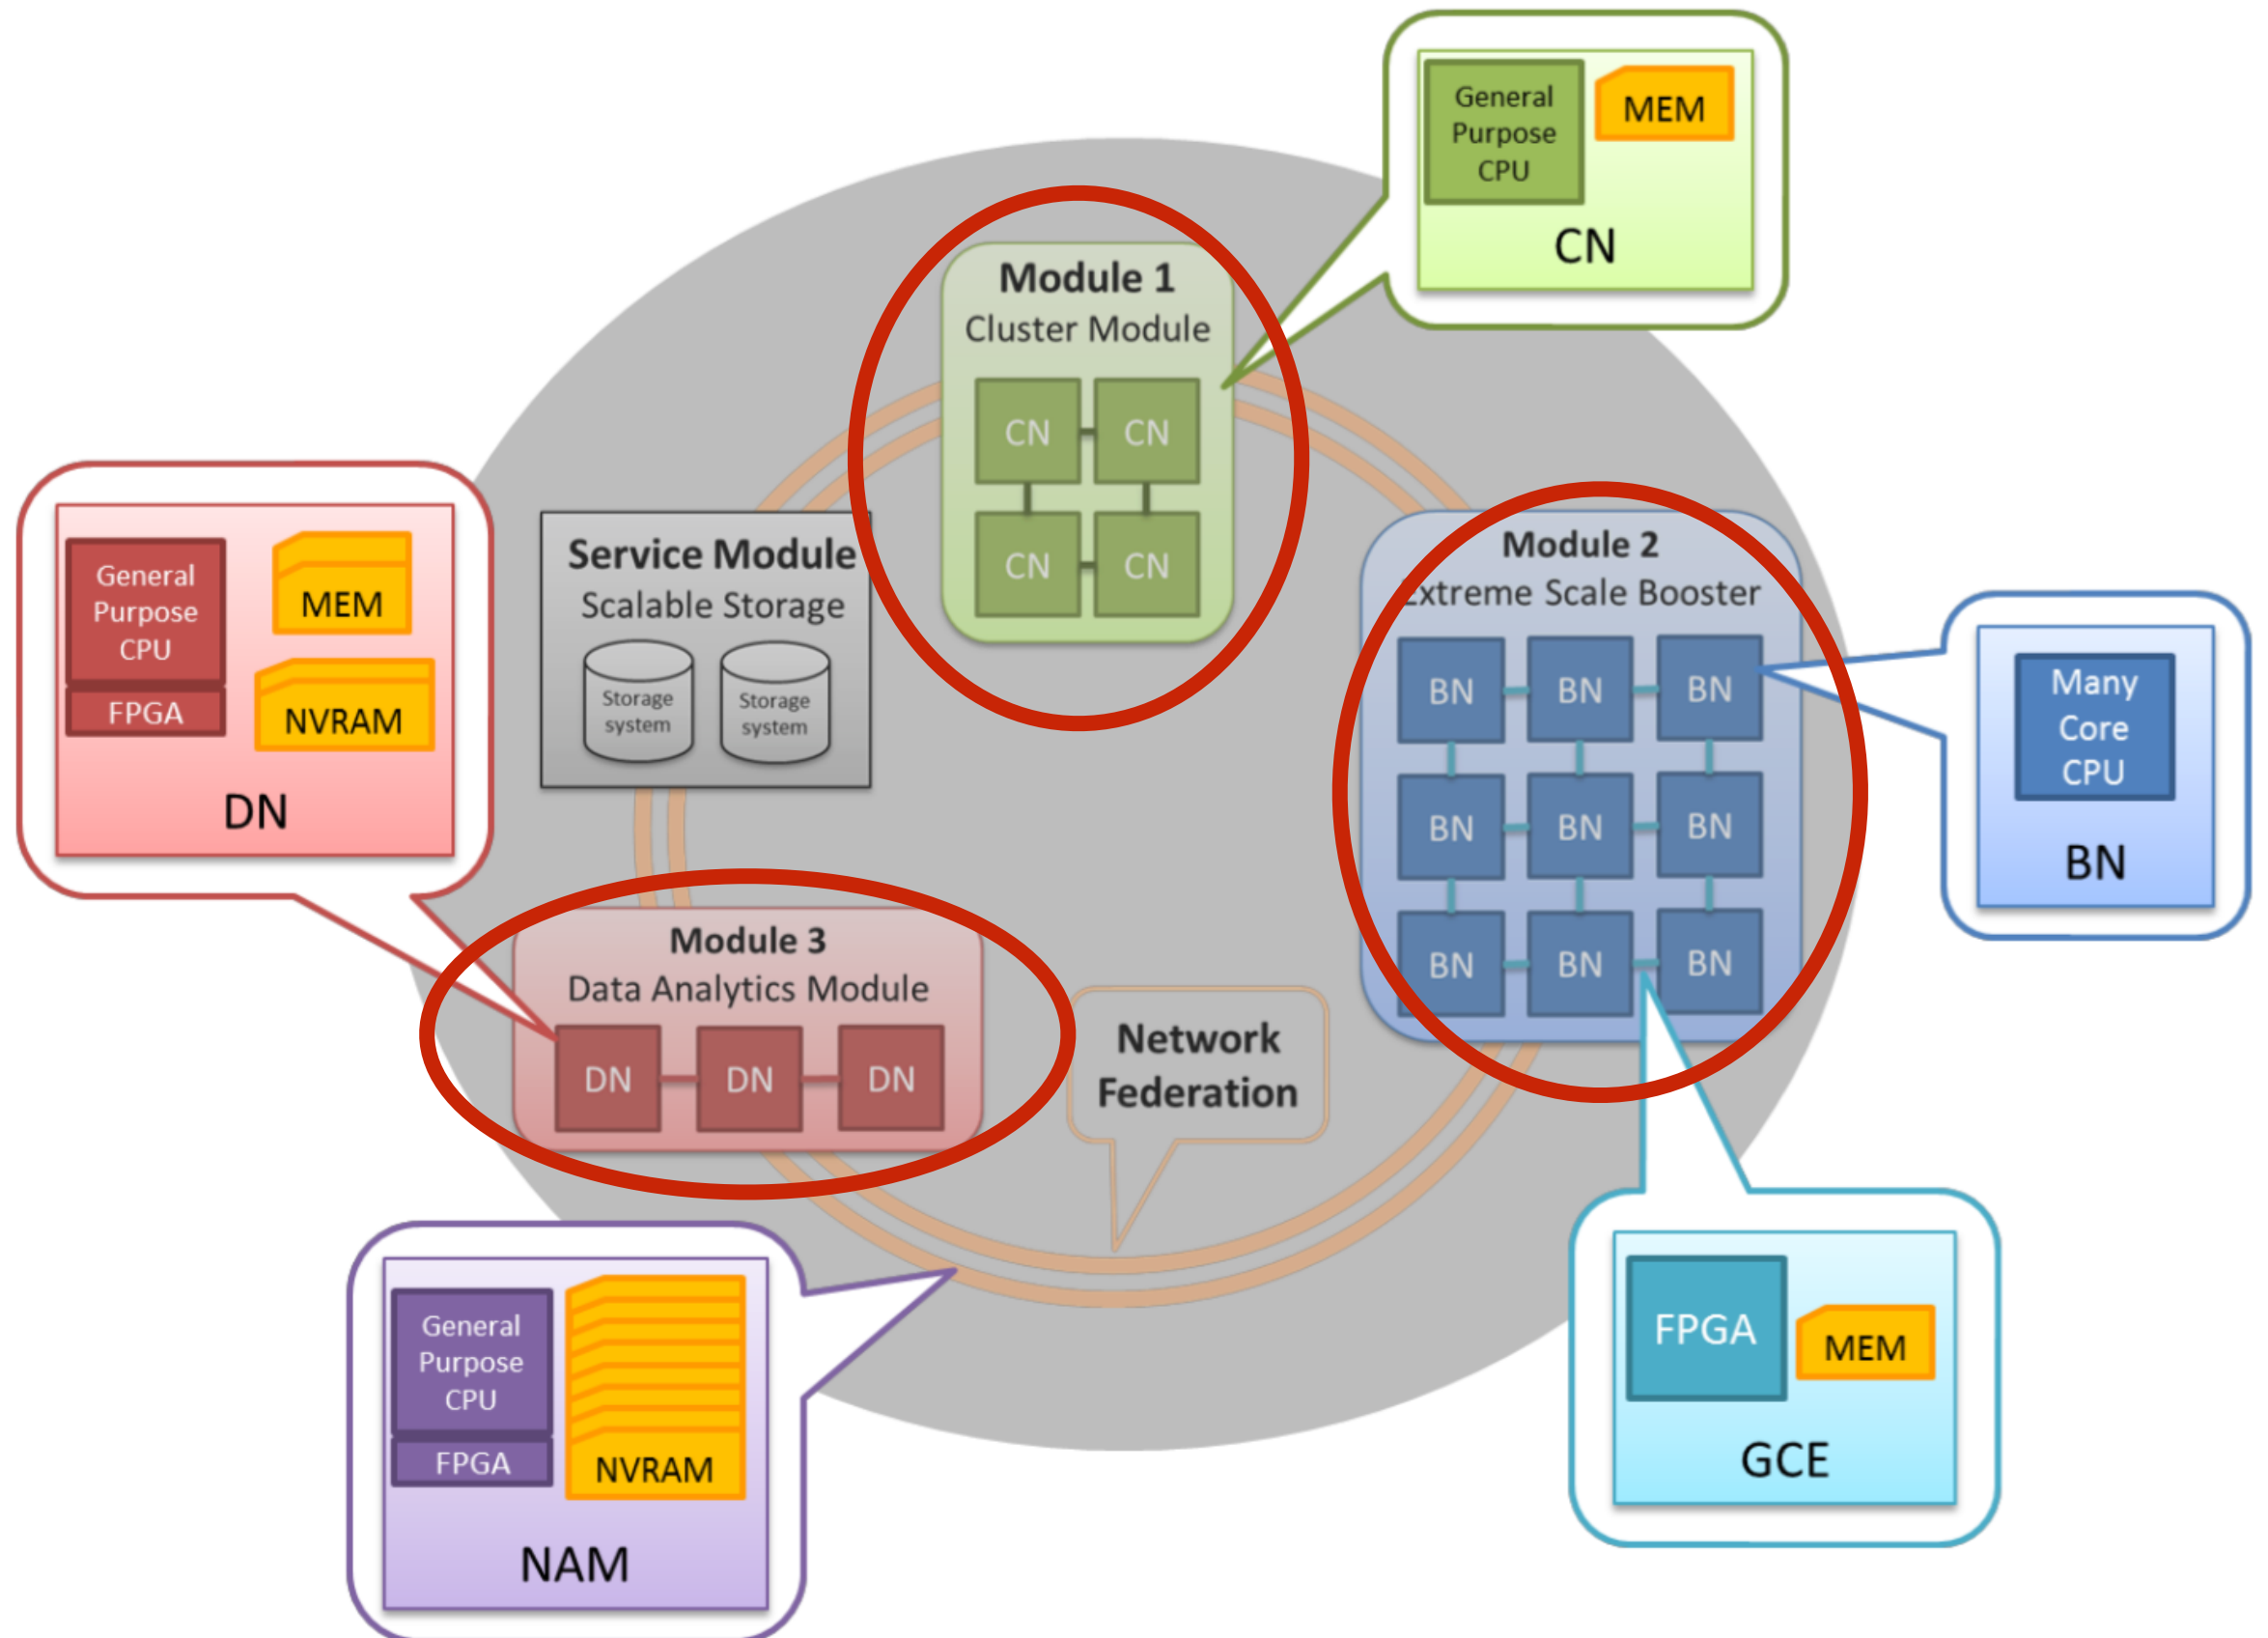 General
Purpose
CPU
MEM
CN
Module 1
Cluster Module
CN
CN
CN
CN
General
Purpose
CPU
FPGA
MEM
NVRAM
DN
Service Module
Scalable Storage
Storage
system
Storage
system
Module 2
Extreme Scale Booster
BN
BN
BN
BN
BN
BN
BN
BN
BN
Many
Core
CPU
BN
Module 3
Data Analytics Module
DN
DN
DN
Network
Federation
General
Purpose
CPU
FPGA
NVRAM
NAM
FPGA
MEM
GCE